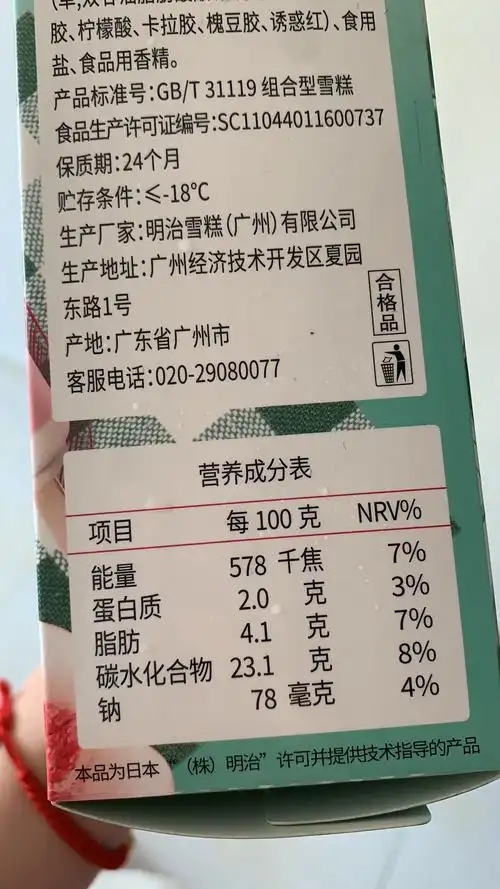 胶、柠檬酸、卡拉胶、槐豆胶、诱惑红)、食用
盐、食品用香精。
产品标准号:GB/T 31119 组合型雪糕
食品生产许可证编号:SC11044011600737
保质期:24个月
贮存条件:≤-18℃
生产厂家:明治雪糕(广州)有限公司
生产地址:广州经济技术开发区夏园
东路1号
产地:广东省广州市
客服电话:020-29080077
合格品
营养成分表
项目 每 100 克 NRV%
能量 578 千焦 7%
蛋白质 2.0 克 3%
脂肪 4.1 克 7%
碳水化合物 23.1 克 8%
钠 78 毫克 4%
本品为日本“(株)明治”许可并提供技术指导的产品